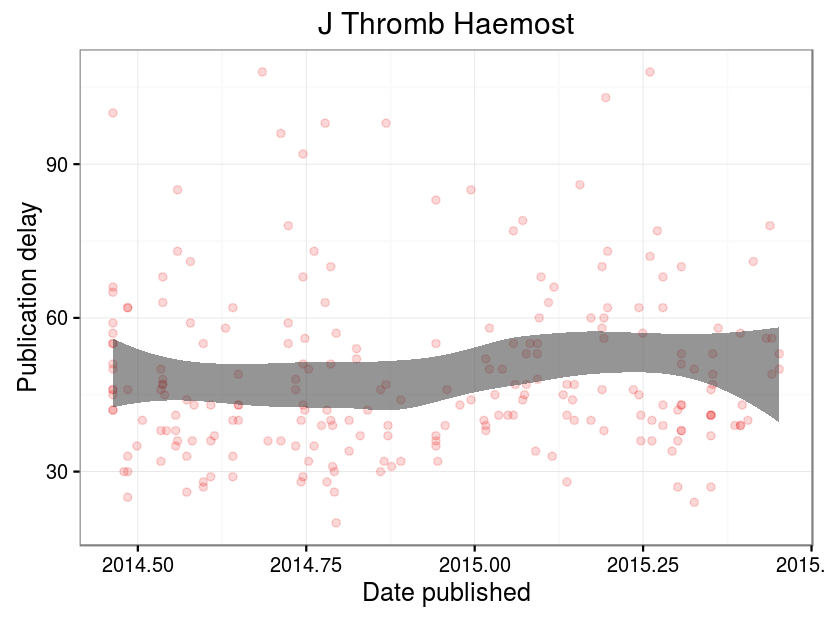 J Thromb Haemost
Publication delay
90
60
30
2014.50 2014.75 2015.00 2015.25 2015.
Date published